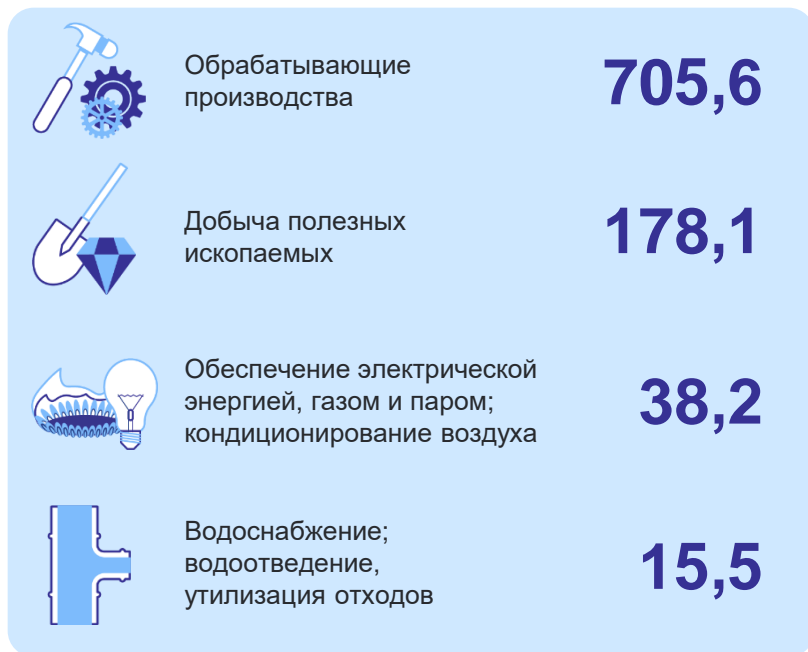 Обрабатывающие
производства
705,6
Добыча полезных
ископаемых
178,1
Обеспечение электрической
энергией, газом и паром;
кондиционирование воздуха
38,2
Водоснабжение;
водоотведение,
утилизация отходов
15,5